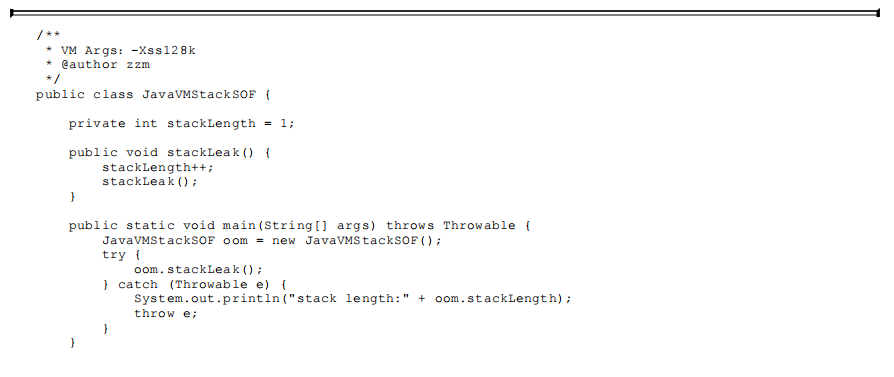 /**
 * VM Args: -Xss128k
 * @author zzm
 */
public class JavaVMStackSOF {
    private int stackLength = 1;
    public void stackLeak() {
        stackLength++;
        stackLeak();
    }
    public static void main(String[] args) throws Throwable {
        JavaVMStackSOF oom = new JavaVMStackSOF();
        try {
            oom.stackLeak();
        } catch (Throwable e) {
            System.out.println("stack length:" + oom.stackLength);
            throw e;
        }
    }